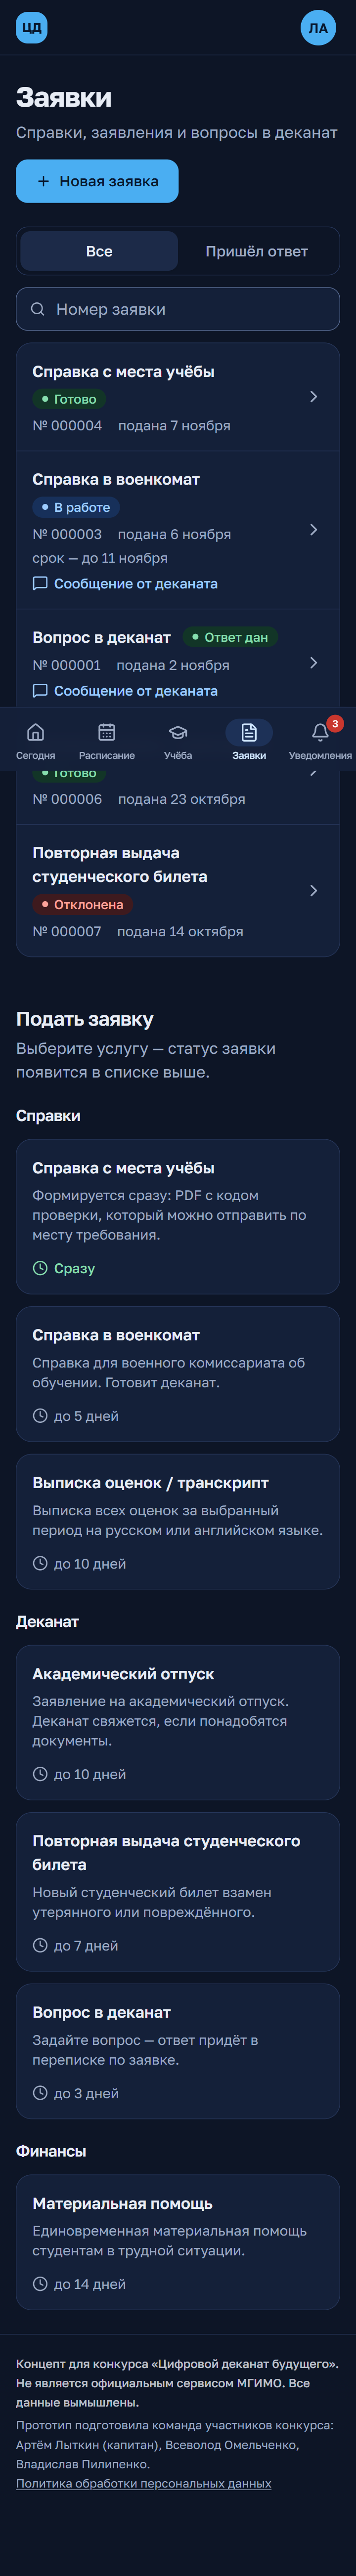 ЦД
ЛА
Заявки
Справки, заявления и вопросы в деканат
+ Новая заявка
Все
Пришёл ответ
Номер заявки
Справка с места учёбы
Готово
№ 000004 подана 7 ноября
Справка в военкомат
В работе
№ 000003 подана 6 ноября
срок — до 11 ноября
Сообщение от деканата
Вопрос в деканат Ответ дан
№ 000001 подана 2 ноября
Сообщение от деканата
3
Сегодня Расписание Учёба Заявки Уведомления
Готово
№ 000006 подана 23 октября
Повторная выдача
студенческого билета
Отклонена
№ 000007 подана 14 октября
Подать заявку
Выберите услугу — статус заявки
появится в списке выше.
Справки
Справка с места учёбы
Формируется сразу: PDF с кодом
проверки, который можно отправить по
месту требования.
Сразу
Справка в военкомат
Справка для военного комиссариата об
обучении. Готовит деканат.
до 5 дней
Выписка оценок / транскрипт
Выписка всех оценок за выбранный
период на русском или английском языке.
до 10 дней
Деканат
Академический отпуск
Заявление на академический отпуск.
Деканат свяжется, если понадобятся
документы.
до 10 дней
Повторная выдача студенческого
билета
Новый студенческий билет взамен
утерянного или повреждённого.
до 7 дней
Вопрос в деканат
Задайте вопрос — ответ придёт в
переписке по заявке.
до 3 дней
Финансы
Материальная помощь
Единовременная материальная помощь
студентам в трудной ситуации.
до 14 дней
Концепт для конкурса «Цифровой деканат будущего».
Не является официальным сервисом МГИМО. Все
данные вымышлены.
Прототип подготовила команда участников конкурса:
Артём Лыткин (капитан), Всеволод Омельченко,
Владислав Пилипенко.
Политика обработки персональных данных